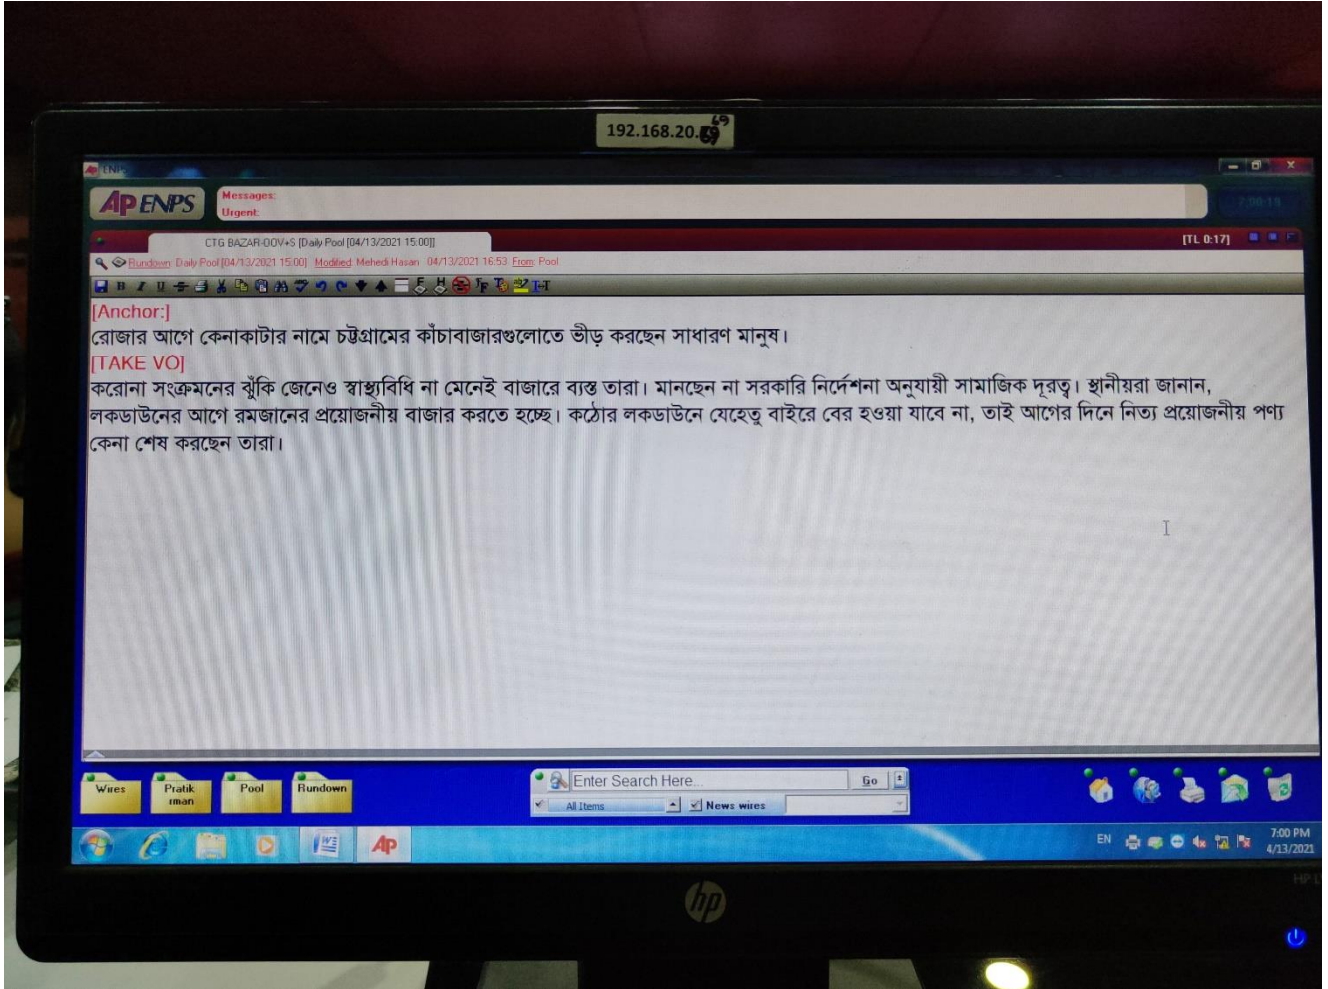 192.168.20.
69
ENPS
AP ENPS
Messages:
Urgent:
7:00:18
CTG BAZAR-OOV+S [Daily Pool [04/13/2021 15:00]]
[TL 0:17]
Rundown: Daily Pool [04/13/2021 15:00] Modified: Mehedi Hasan 04/13/2021 16:53 From: Pool
[Anchor:]
রোজার আগে কেনাকাটার নামে চট্টগ্রামের কাঁচাবাজারগুলোতে ভীড় করছেন সাধারণ মানুষ।
[TAKE VO]
করোনা সংক্রমনের ঝুঁকি জেনেও স্বাস্থ্যবিধি না মেনেই বাজারে ব্যস্ত তারা। মানছেন না সরকারি নির্দেশনা অনুযায়ী সামাজিক দূরত্ব। স্থানীয়রা জানান,
লকডাউনের আগে রমজানের প্রয়োজনীয় বাজার করতে হচ্ছে। কঠোর লকডাউনে যেহেতু বাইরে বের হওয়া যাবে না, তাই আগের দিনে নিত্য প্রয়োজনীয় পণ্য
কেনা শেষ করছেন তারা।
Wires
Pratik
rman
Pool
Rundown
Enter Search Here...
Go
All Items
News wires
AP
EN
7:00 PM
4/13/2021
hp